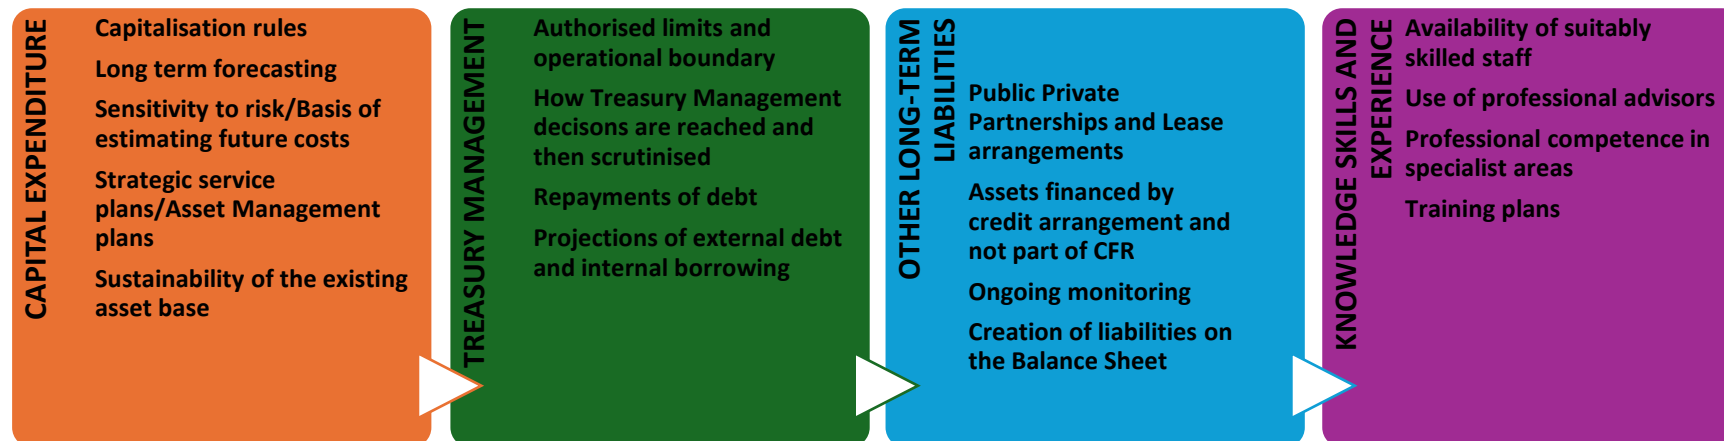 CAPITAL EXPENDITURE
Capitalisation rules
Long term forecasting
Sensitivity to risk/Basis of
estimating future costs
Strategic service
plans/Asset Management
plans
Sustainability of the existing
asset base
TREASURY MANAGEMENT
Authorised limits and
operational boundary
How Treasury Management
decisons are reached and
then scrutinised
Repayments of debt
Projections of external debt
and internal borrowing
OTHER LONG-TERM
LIABILITIES
Public Private
Partnerships and Lease
arrangements
Assets financed by
credit arrangement and
not part of CFR
Ongoing monitoring
Creation of liabilities on
the Balance Sheet
KNOWLEDGE SKILLS AND
EXPERIENCE
Availability of suitably
skilled staff
Use of professional advisors
Professional competence in
specialist areas
Training plans